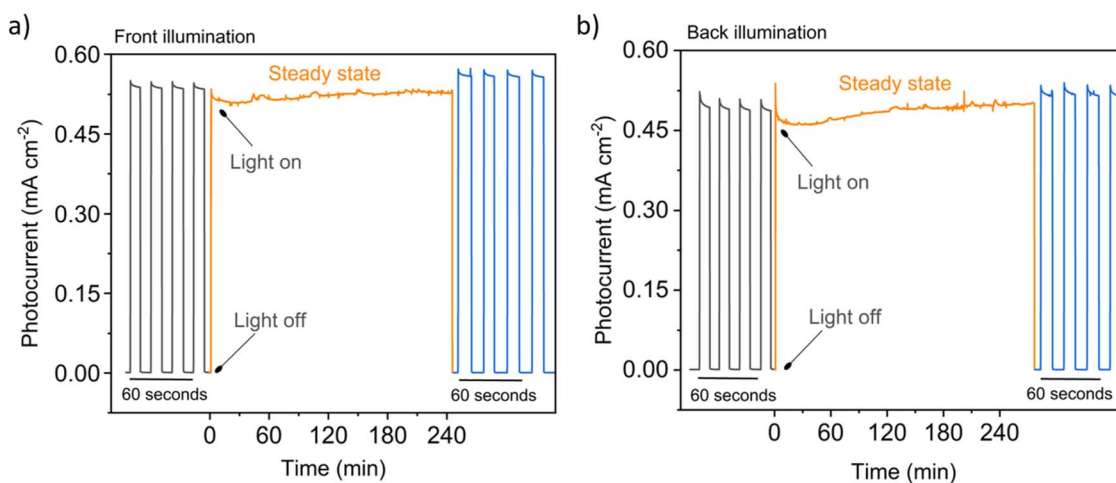 a)
Front illumination
Photocurrent (mA cm-2)
0.60
0.45
0.30
0.15
0.00
Steady state
Light on
Light off
60 seconds
60 seconds
0
60
120
180
240
Time (min)
b)
Back illumination
Photocurrent (mA cm-2)
0.60
0.45
0.30
0.15
0.00
Steady state
Light on
Light off
60 seconds
60 seconds
0
60
120
180
240
Time (min)